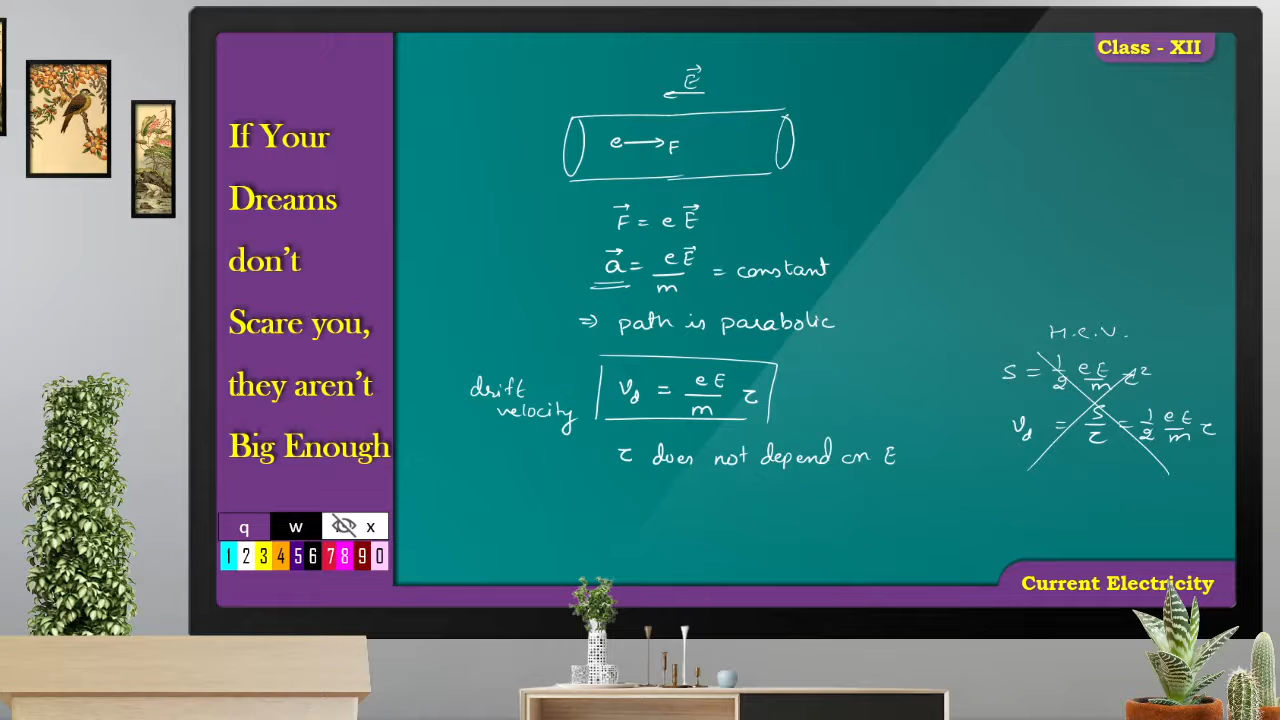 Class - XII
If Your
Dreams
don't
Scare you,
they aren't
Big Enough
q w x
1 2 3 4 5 6 7 8 9 0
E⃗
e → F
F⃗ = e E⃗
a⃗ = eE⃗/m = constant
⇒ path is parabolic
drift velocity
v_d = eE/m τ
τ does not depend on E
H.C.V.
S = 1/2 eE/m τ²
v_d = S/τ = 1/2 eE/m τ
Current Electricity